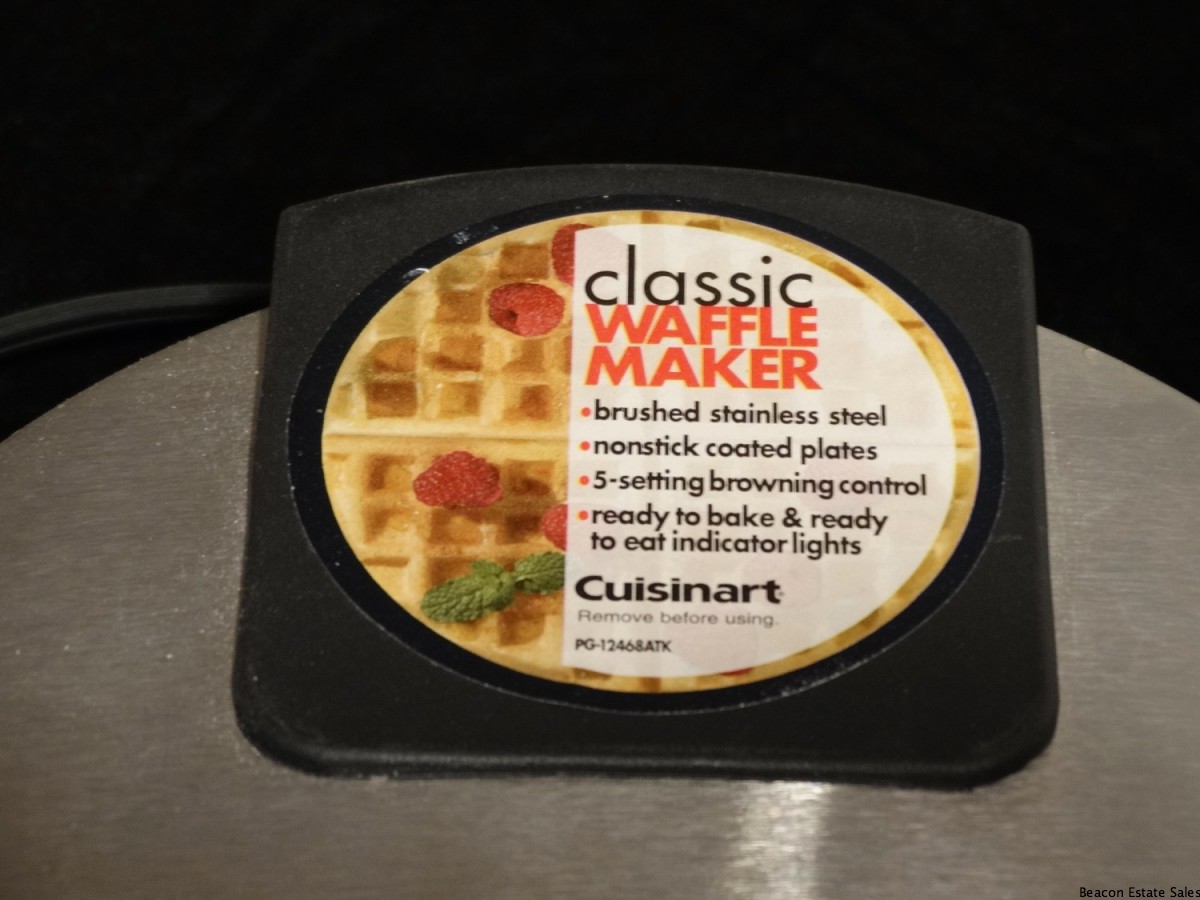 classic
WAFFLE
MAKER
•brushed stainless steel
•nonstick coated plates
•5-setting browning control
•ready to bake & ready
to eat indicator lights
Cuisinart
Remove before using.
PG-12468ATK
Beacon Estate Sales